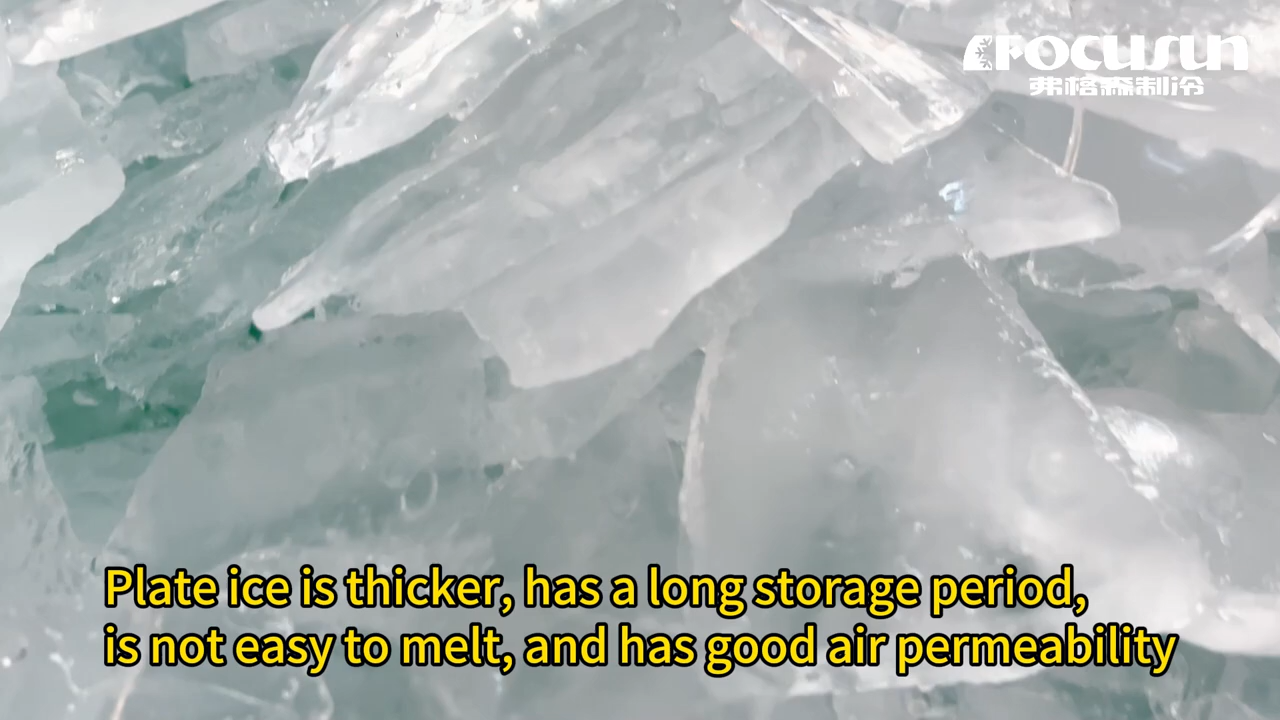 FOCUSUN
弗格森制冷
Plate ice is thicker, has a long storage period,
is not easy to melt, and has good air permeability